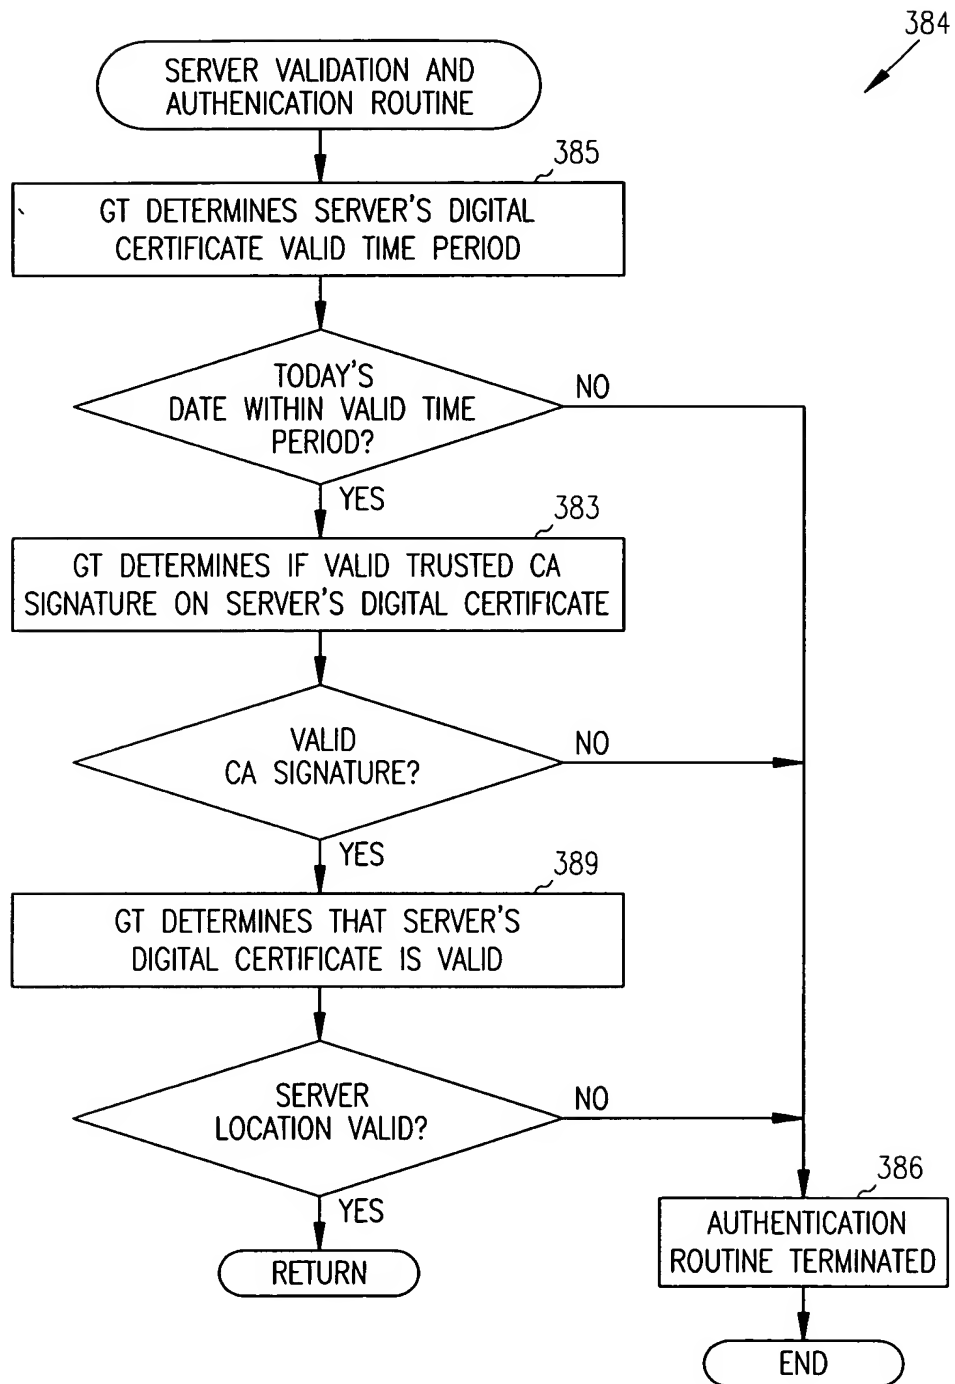 384
SERVER VALIDATION AND
AUTHENICATION ROUTINE
385
GT DETERMINES SERVER'S DIGITAL
CERTIFICATE VALID TIME PERIOD
TODAY'S
DATE WITHIN VALID TIME
PERIOD?
NO
YES
383
GT DETERMINES IF VALID TRUSTED CA
SIGNATURE ON SERVER'S DIGITAL CERTIFICATE
VALID
CA SIGNATURE?
NO
YES
389
GT DETERMINES THAT SERVER'S
DIGITAL CERTIFICATE IS VALID
SERVER
LOCATION VALID?
NO
YES
RETURN
386
AUTHENTICATION
ROUTINE TERMINATED
END